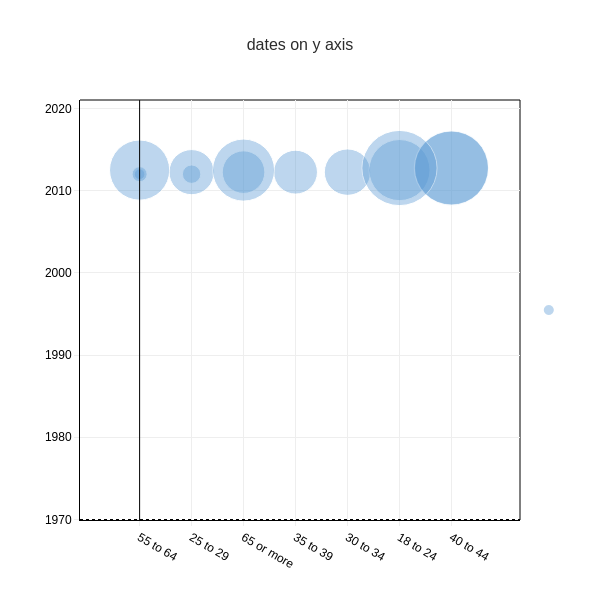 dates on y axis
2020
2010
2000
1990
1980
1970
55 to 64
25 to 29
65 or more
35 to 39
30 to 34
18 to 24
40 to 44